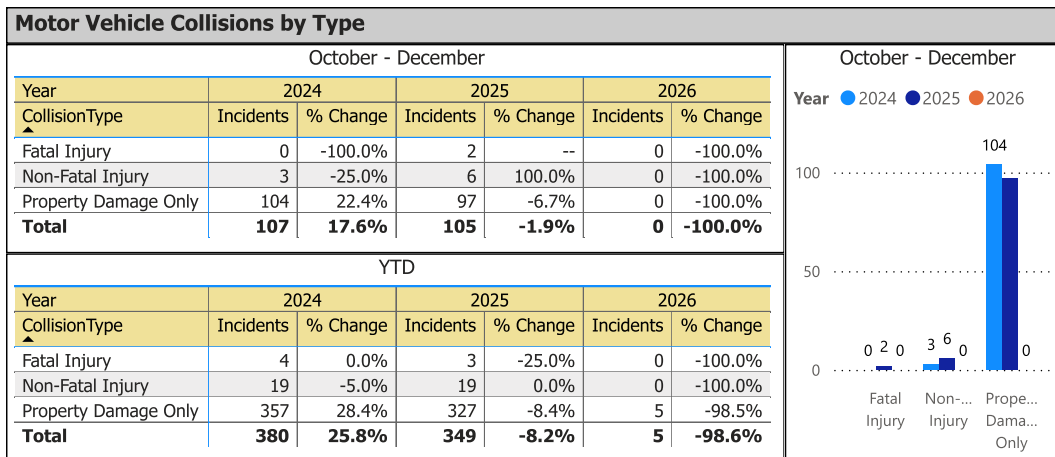 Motor Vehicle Collisions by Type
October - December
Year 2024 2025 2026
CollisionType Incidents % Change Incidents % Change Incidents % Change
Fatal Injury 0 -100.0% 2 -- 0 -100.0%
Non-Fatal Injury 3 -25.0% 6 100.0% 0 -100.0%
Property Damage Only 104 22.4% 97 -6.7% 0 -100.0%
Total 107 17.6% 105 -1.9% 0 -100.0%
YTD
Year 2024 2025 2026
CollisionType Incidents % Change Incidents % Change Incidents % Change
Fatal Injury 4 0.0% 3 -25.0% 0 -100.0%
Non-Fatal Injury 19 -5.0% 19 0.0% 0 -100.0%
Property Damage Only 357 28.4% 327 -8.4% 5 -98.5%
Total 380 25.8% 349 -8.2% 5 -98.6%
October - December
Year 2024 2025 2026
104
100
50
0 2 0 3 6 0 0
0
Fatal Non-... Prope...
Injury Injury Dama...
Only